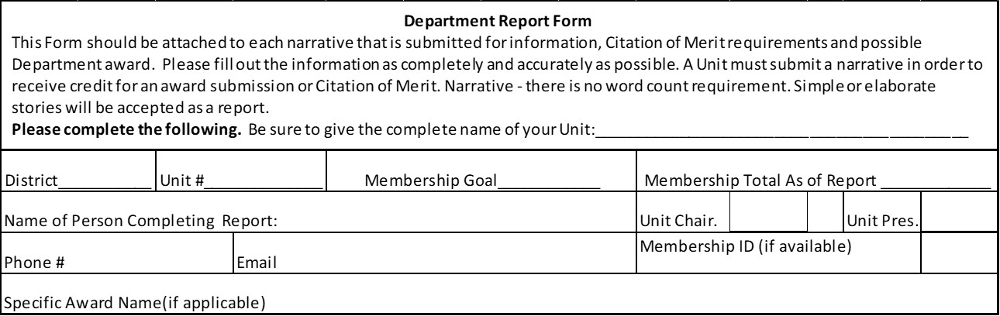 Department Report Form
This Form should be attached to each narrative that is submitted for information, Citation of Merit requirements and possible
Department award. Please fill out the information as completely and accurately as possible. A Unit must submit a narrative in order to
receive credit for an award submission or Citation of Merit. Narrative - there is no word count requirement. Simple or elaborate
stories will be accepted as a report.
Please complete the following. Be sure to give the complete name of your Unit:________________________________________
District___________ Unit #______________ Membership Goal____________ Membership Total As of Report _____________
Name of Person Completing Report: Unit Chair. Unit Pres.
Phone # Email Membership ID (if available)
Specific Award Name(if applicable)